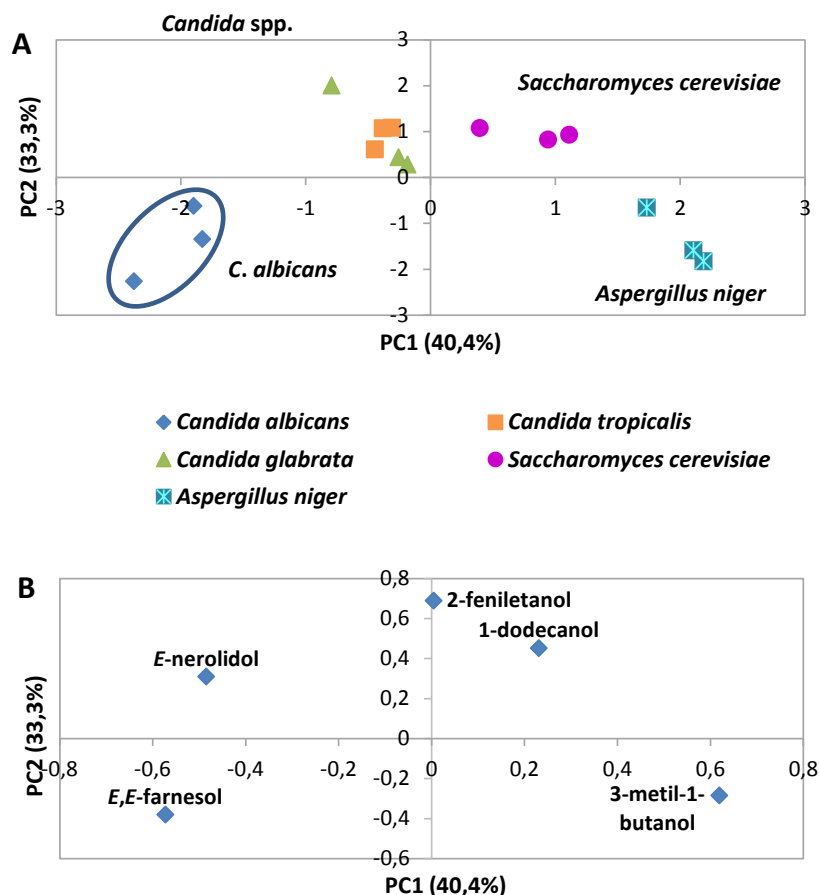 Candida spp.
A
3
2
1
0
-1
-2
-3
-3
-2
-1
0
1
2
3
PC2 (33,3%)
Saccharomyces cerevisiae
C. albicans
Aspergillus niger
PC1 (40,4%)
Candida albicans
Candida tropicalis
Candida glabrata
Saccharomyces cerevisiae
Aspergillus niger
B
0,8
0,6
0,4
0,2
0
-0,2
-0,4
-0,6
-0,8
-0,6
-0,4
-0,2
0
0,2
0,4
0,6
0,8
PC2 (33,3%)
2-feniletanol
1-dodecanol
E-nerolidol
E,E-farnesol
3-metil-1-
butanol
PC1 (40,4%)